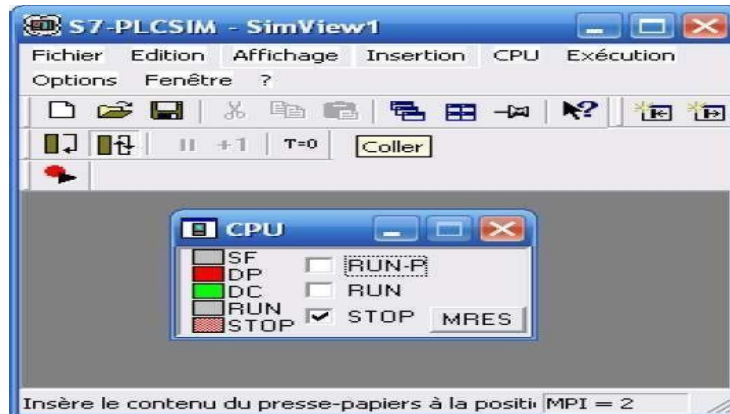 S7-PLCSIM - SimView1
Fichier Edition Affichage Insertion CPU Exécution
Options Fenêtre ?
+1 T=0 Coller
CPU
SF
DP RUN-P
DC RUN
RUN STOP MRES
STOP
Insère le contenu du presse-papiers à la positi MPI = 2